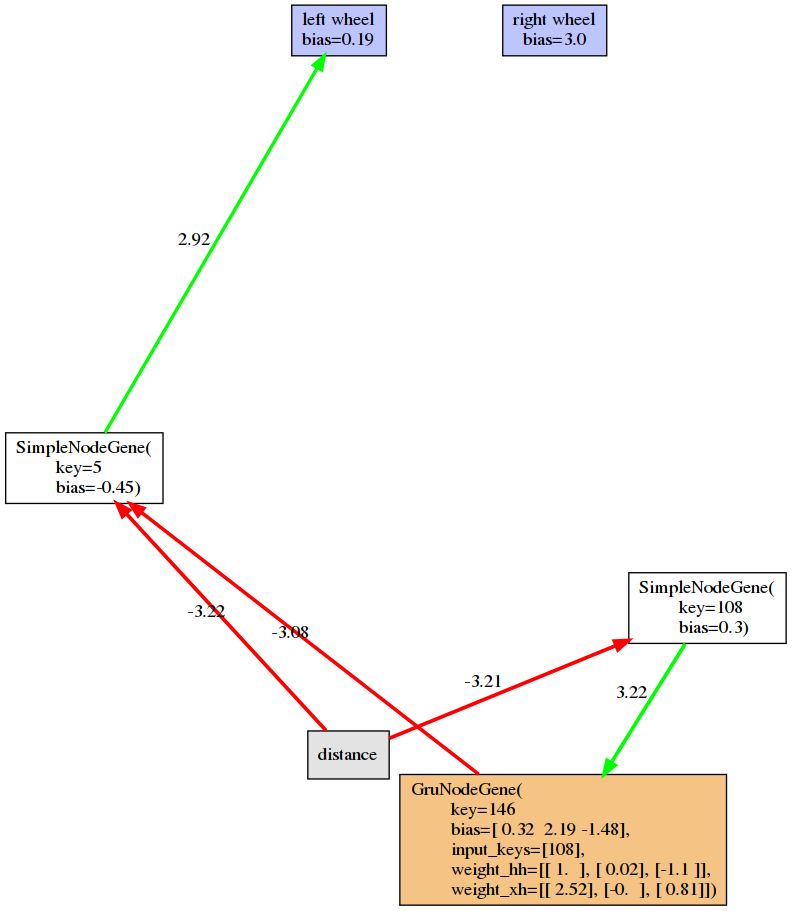 left wheel
bias=0.19
right wheel
bias=3.0
2.92
SimpleNodeGene(
key=5
bias=-0.45)
SimpleNodeGene(
key=108
bias=0.3)
-3.22
-3.08
-3.21
3.22
distance
GruNodeGene(
key=146
bias=[ 0.32  2.19 -1.48],
input_keys=[108],
weight_hh=[[ 1.  ], [ 0.02], [-1.1 ]],
weight_xh=[[ 2.52], [-0.  ], [ 0.81]])